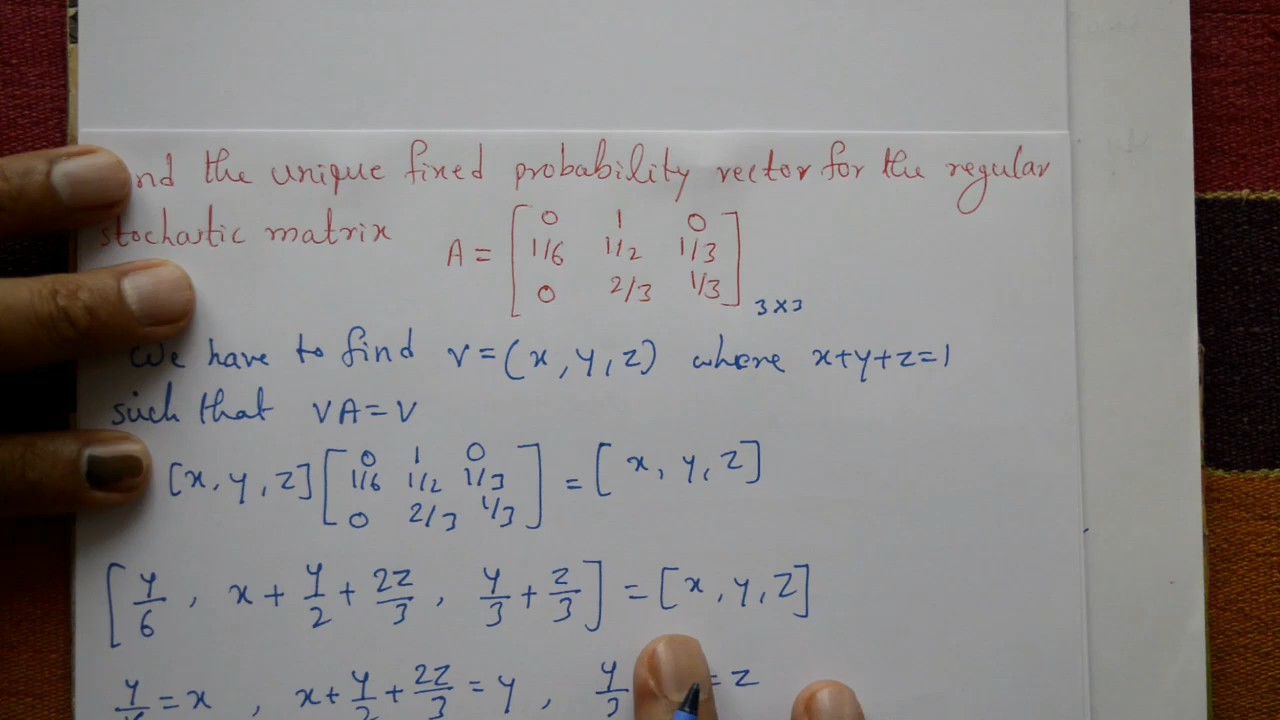 nd the unique fixed probability vector for the regular
stochastic matrix A = [ 0 1 0
1/6 1/2 1/3
0 2/3 1/3 ] 3×3
We have to find v = (x, y, z) where x+y+z=1
such that VA = V
[x, y, z] [ 0 1 0
1/6 1/2 1/3
0 2/3 1/3 ] = [x, y, z]
[ y/6 , x + y/2 + 2z/3 , y/3 + z/3 ] = [x, y, z]
y/6 = x , x + y/2 + 2z/3 = y , y/3 = z